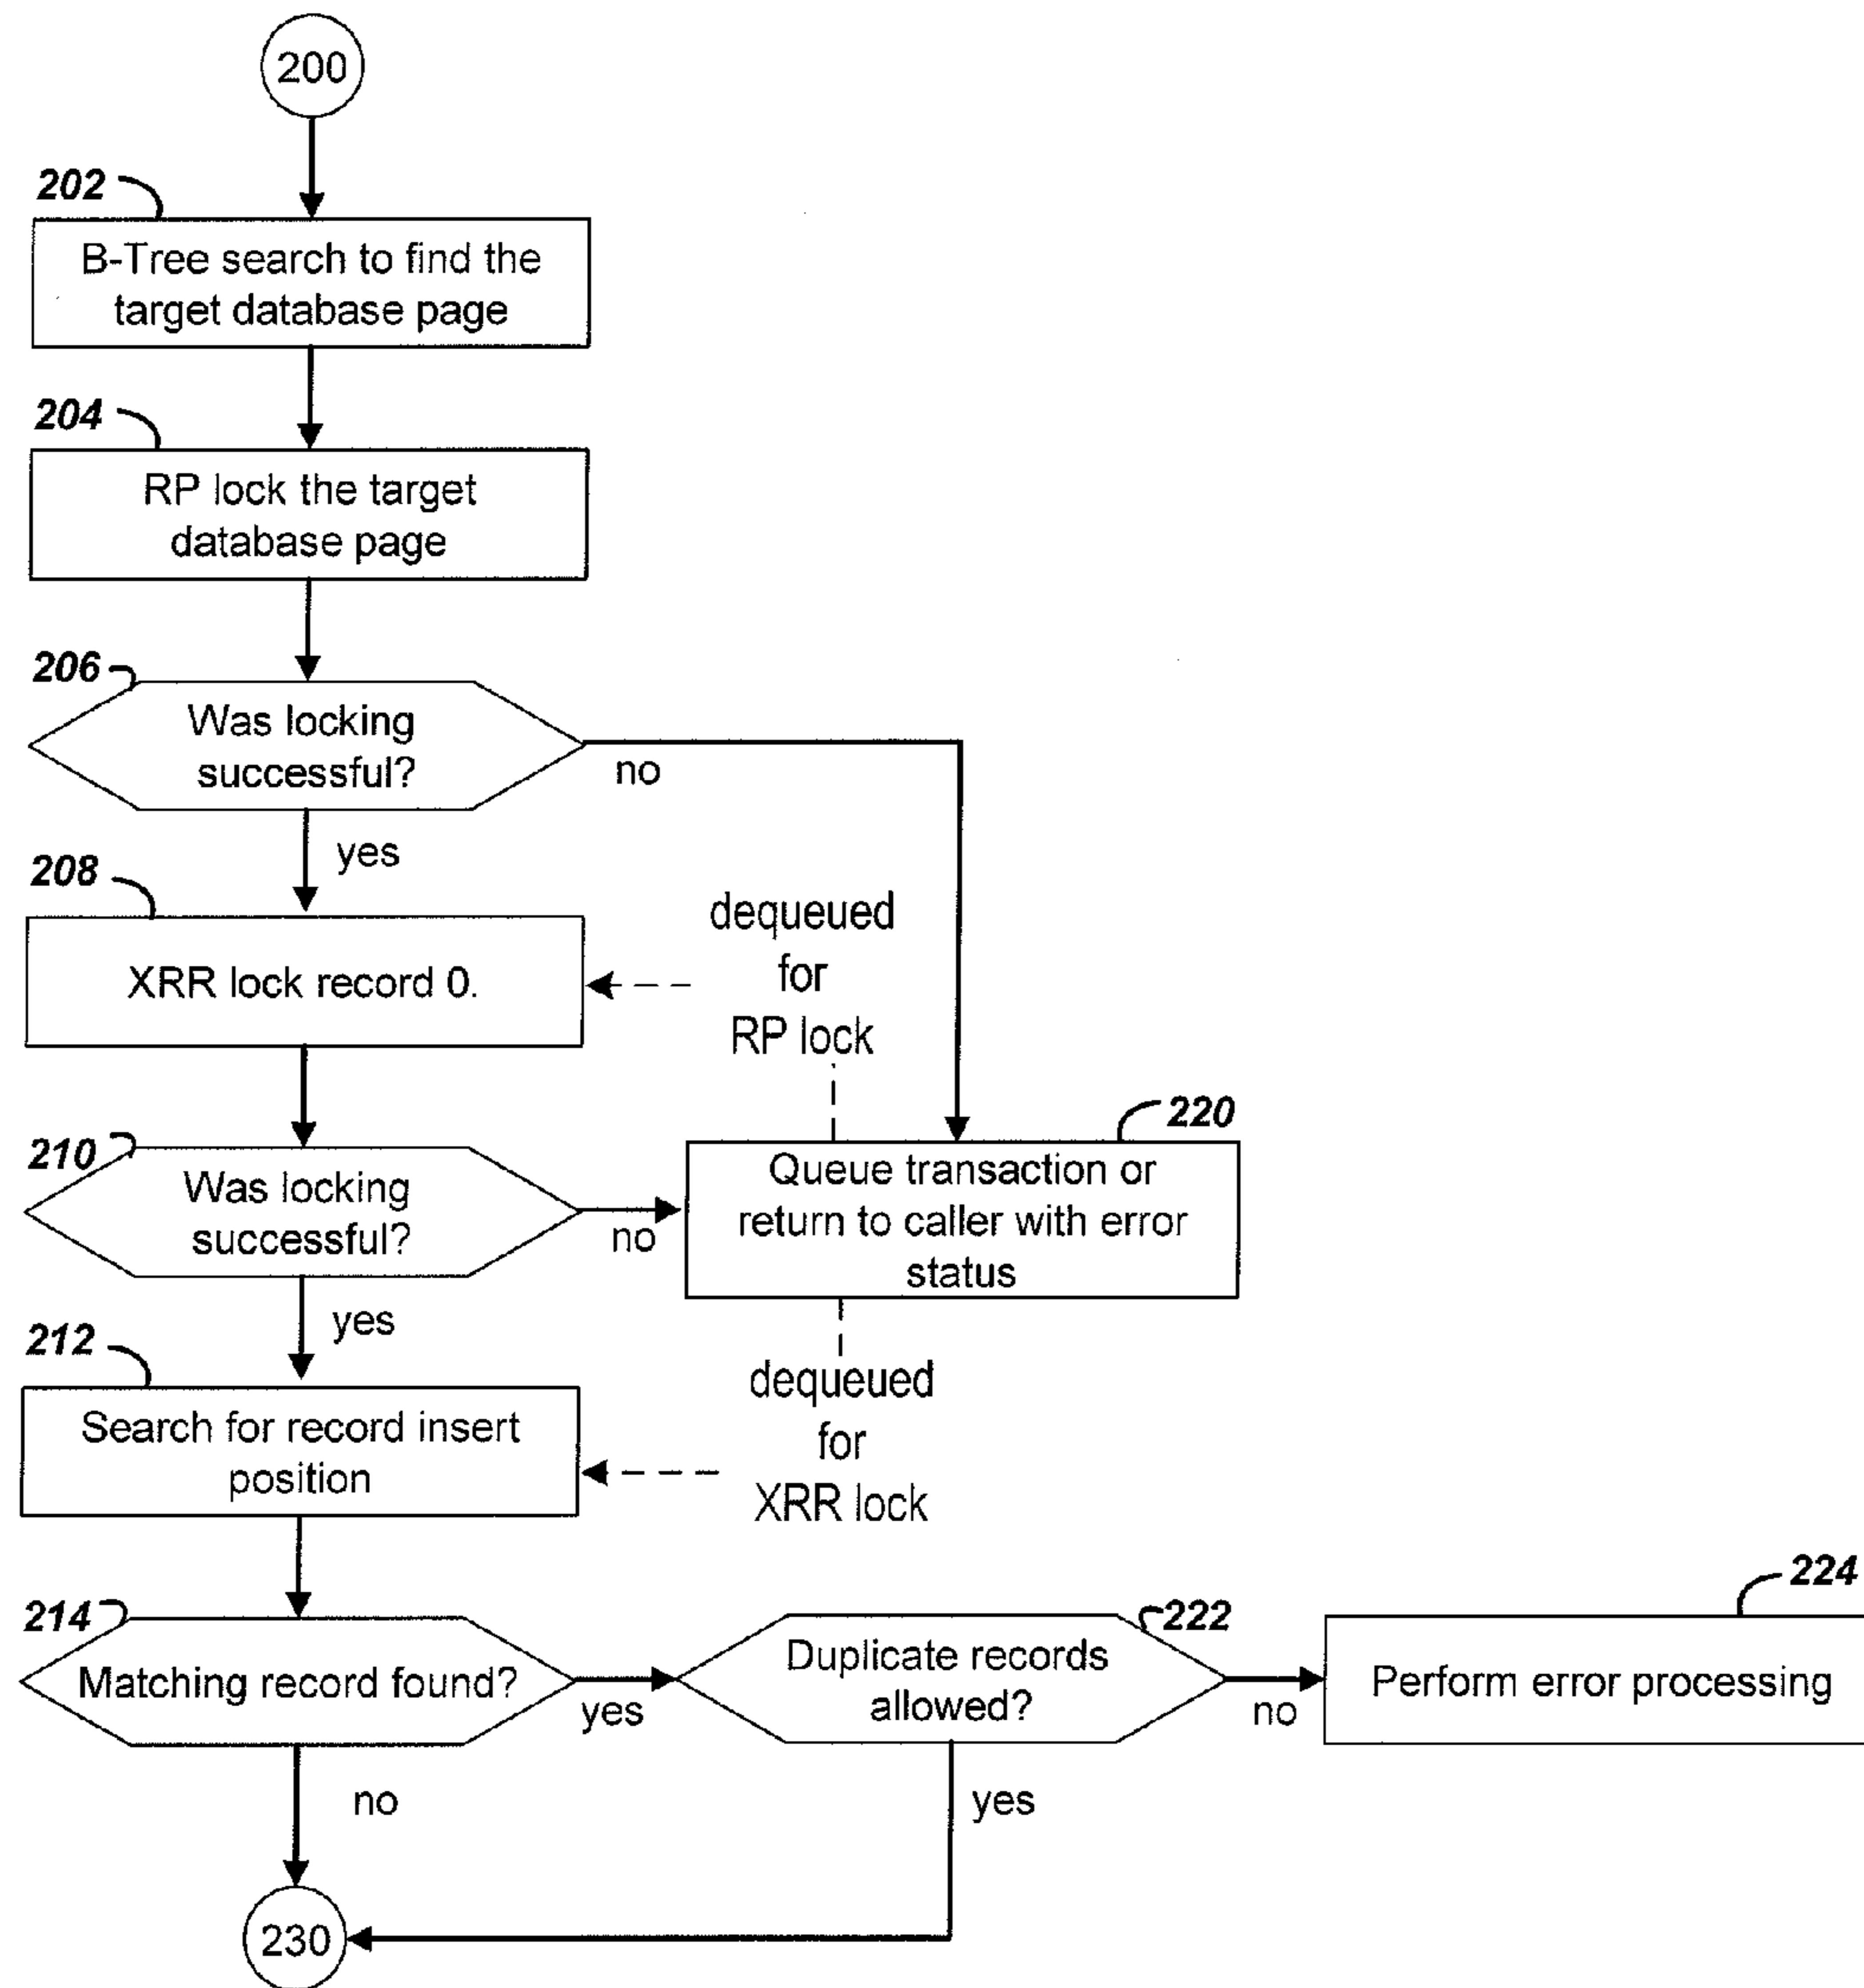 200
202
B-Tree search to find the
target database page
204
RP lock the target
database page
206
Was locking
successful?
no
yes
208
XRR lock record 0.
dequeued
for
RP lock
210
Was locking
successful?
no
220
Queue transaction or
return to caller with error
status
yes
212
Search for record insert
position
dequeued
for
XRR lock
214
Matching record found?
yes
222
Duplicate records
allowed?
no
224
Perform error processing
no
yes
230